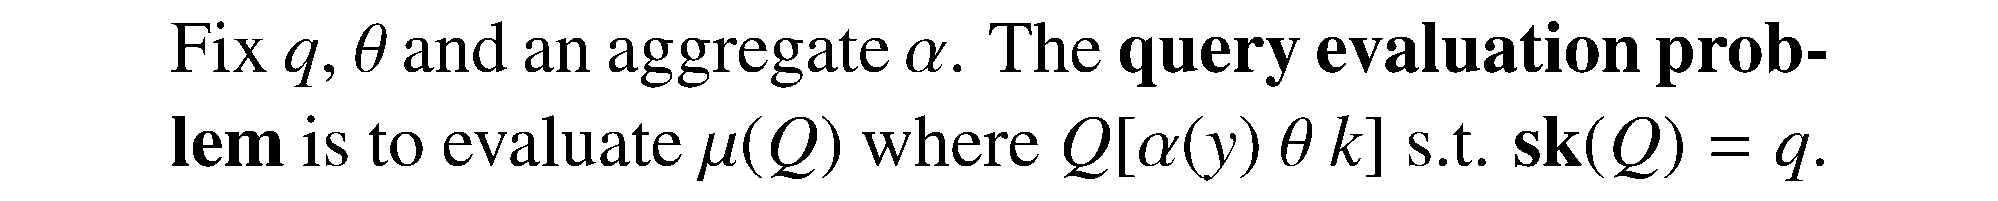 Fix q, θ and an aggregate α. The query evaluation prob-
lem is to evaluate μ(Q) where Q[α(y) θ k] s.t. sk(Q) = q.